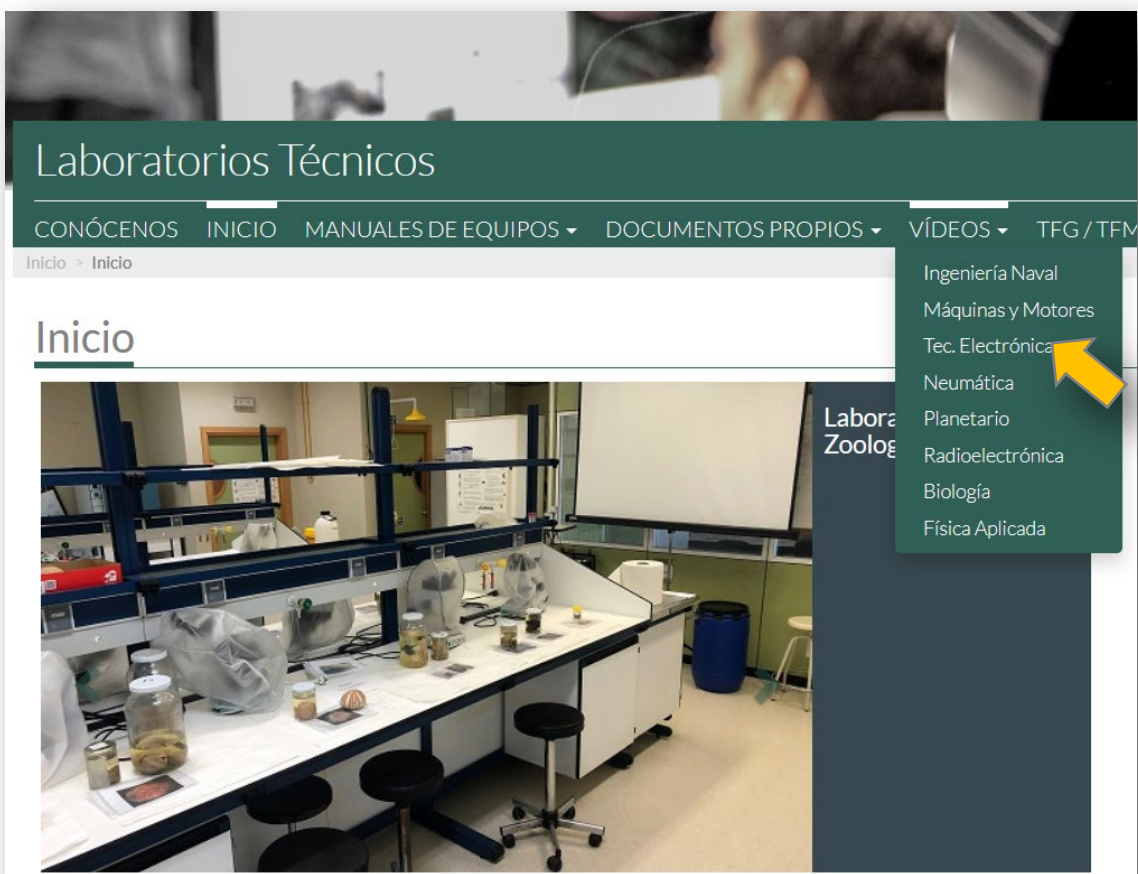 Laboratorios Técnicos
CONÓCENOS INICIO MANUALES DE EQUIPOS DOCUMENTOS PROPIOS VÍDEOS TFG / TFM
Inicio > Inicio
Ingeniería Naval
Máquinas y Motores
Tec. Electrónica
Neumática
Planetario
Radioelectrónica
Biología
Física Aplicada
Inicio
Labora
Zoolog